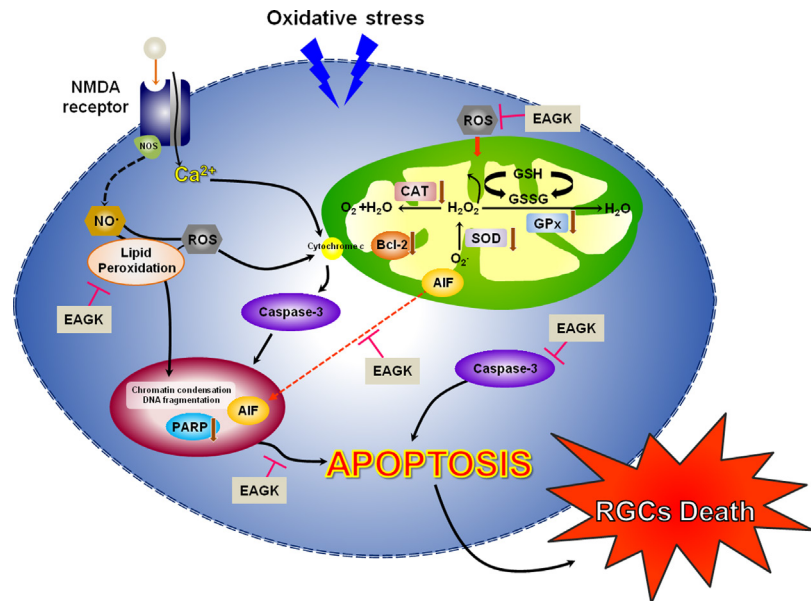 Oxidative stress
NMDA
receptor
NOS
Ca²⁺
ROS
EAGK
GSH
GSSG
CAT
O₂+H₂O
H₂O₂
H₂O
GPx
NO·
ROS
Cytochrome c
Bcl-2
SOD
O₂·
Lipid
Peroxidation
AIF
EAGK
Caspase-3
EAGK
EAGK
Caspase-3
Chromatin condensation
DNA fragmentation
AIF
PARP
APOPTOSIS
EAGK
RGCs Death